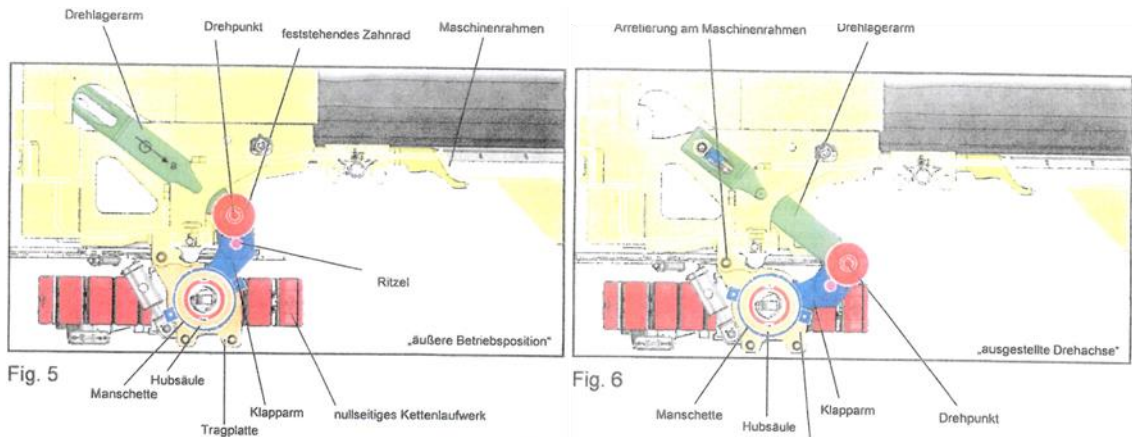 Drehlagerarm
Drehpunkt
feststehendes Zahnrad
Maschinenrahmen
a
Ritzel
„äußere Betriebsposition"
Fig. 5
Manschette
Hubsäule
Tragplatte
Klapparm
nullseitiges Kettenlaufwerk
Arretierung am Maschinenrahmen
Drehlagerarm
„ausgestellte Drehachse"
Fig. 6
Manschette
Hubsäule
Klapparm
Drehpunkt